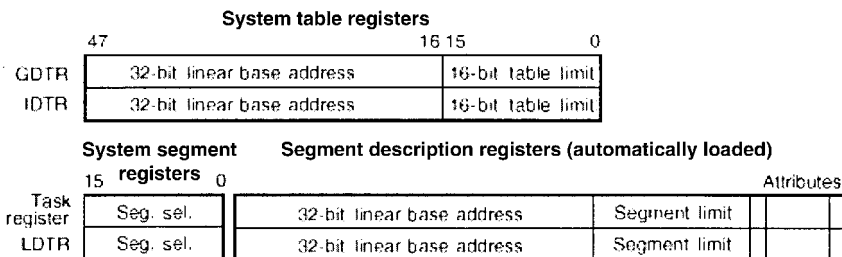 System table registers
47 16 15 0
GDTR 32-bit linear base address 16-bit table limit
IDTR 32-bit linear base address 16-bit table limit
System segment registers Segment description registers (automatically loaded)
15 0 Attributes
Task register Seg. sel. 32-bit linear base address Segment limit
LDTR Seg. sel. 32-bit linear base address Segment limit